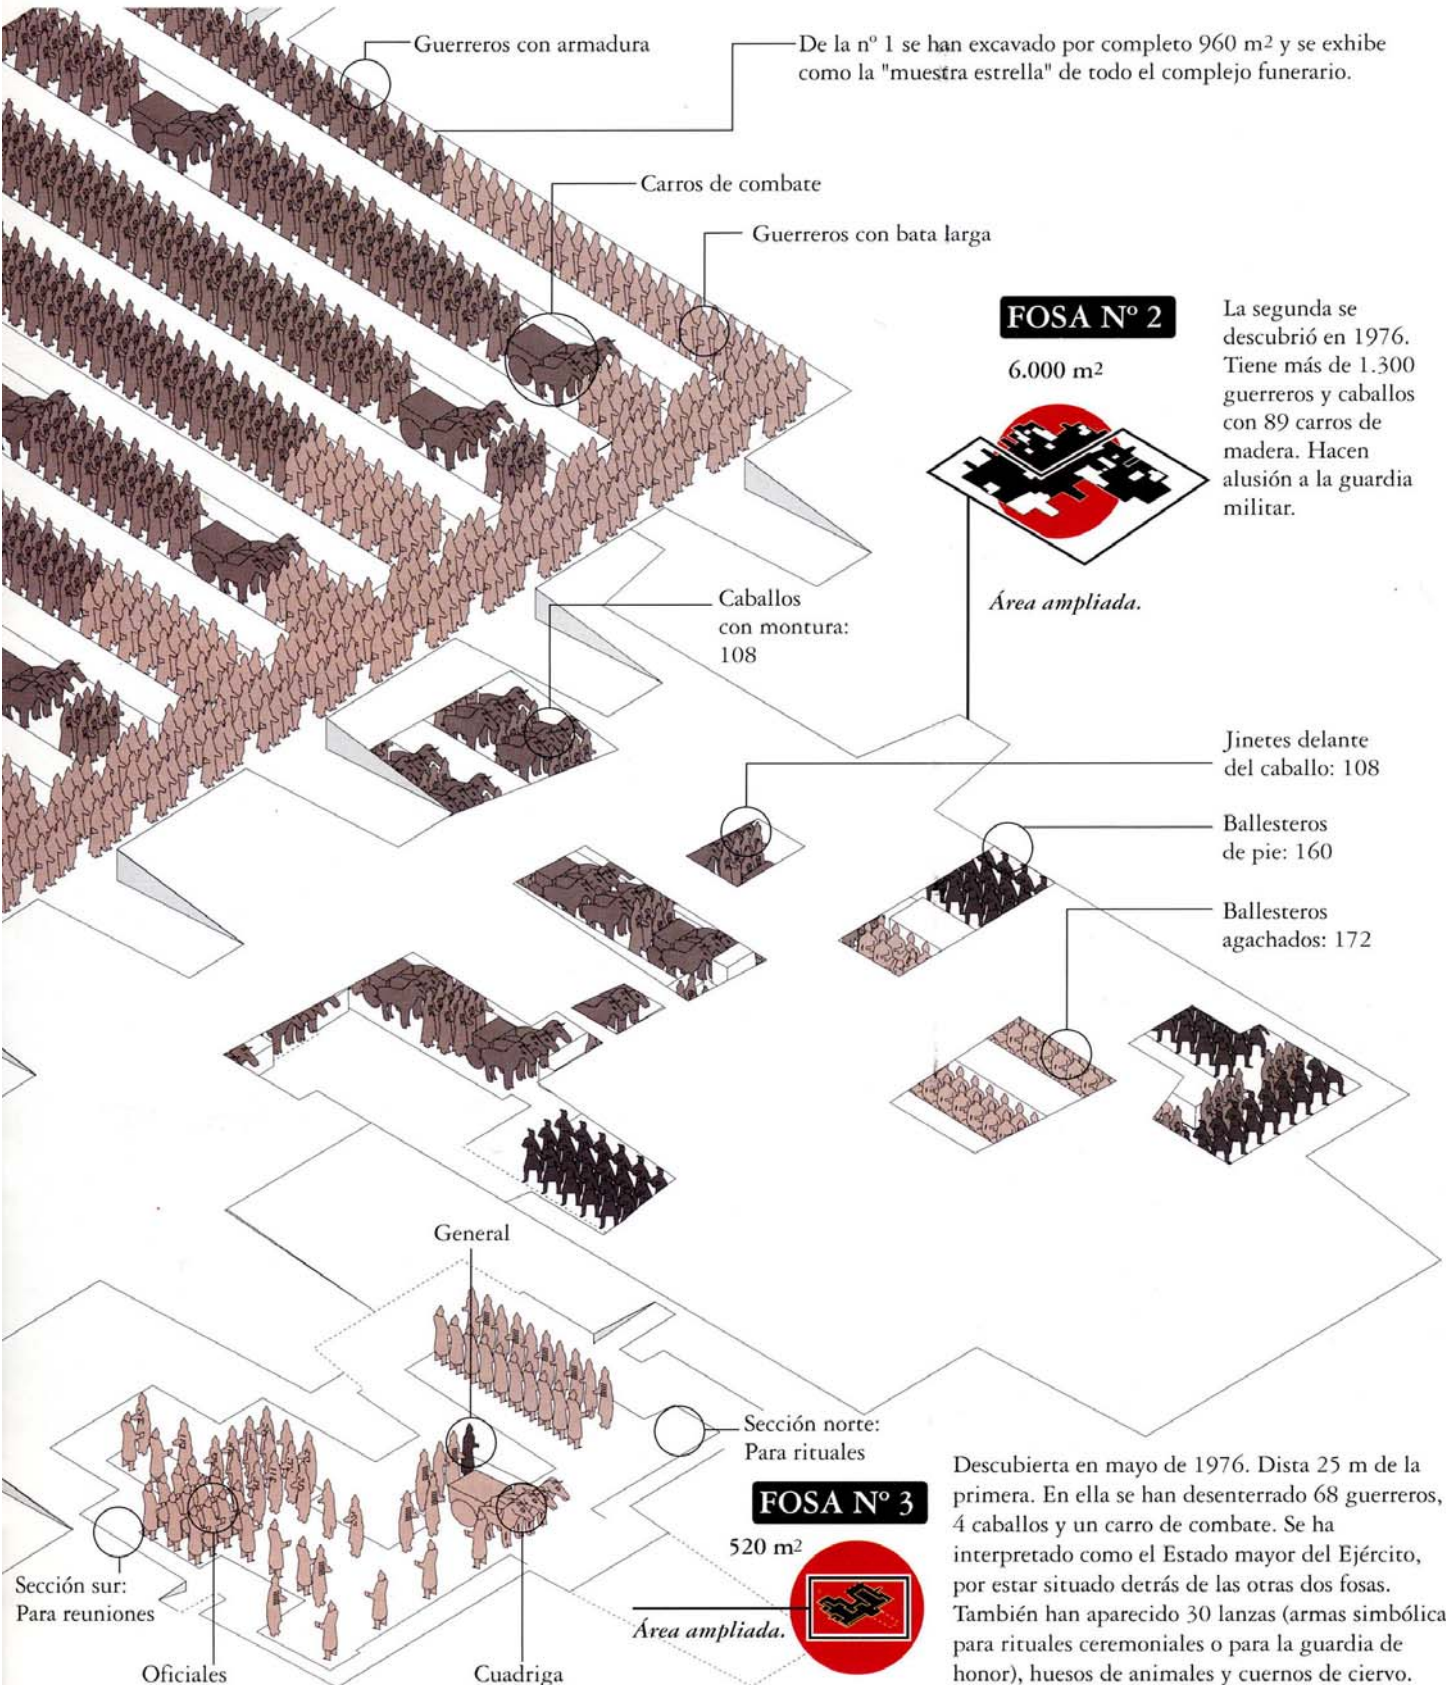 Guerreros con armadura
De la nº 1 se han excavado por completo 960 m2 y se exhibe
como la "muestra estrella" de todo el complejo funerario.
Carros de combate
Guerreros con bata larga
FOSA Nº 2
6.000 m2
La segunda se
descubrió en 1976.
Tiene más de 1.300
guerreros y caballos
con 89 carros de
madera. Hacen
alusión a la guardia
militar.
Área ampliada.
Caballos
con montura:
108
Jinetes delante
del caballo: 108
Ballesteros
de pie: 160
Ballesteros
agachados: 172
General
Sección norte:
Para rituales
FOSA Nº 3
520 m2
Área ampliada.
Descubierta en mayo de 1976. Dista 25 m de la
primera. En ella se han desenterrado 68 guerreros,
4 caballos y un carro de combate. Se ha
interpretado como el Estado mayor del Ejército,
por estar situado detrás de las otras dos fosas.
También han aparecido 30 lanzas (armas simbólica
para rituales ceremoniales o para la guardia de
honor), huesos de animales y cuernos de ciervo.
Sección sur:
Para reuniones
Oficiales
Cuadriga